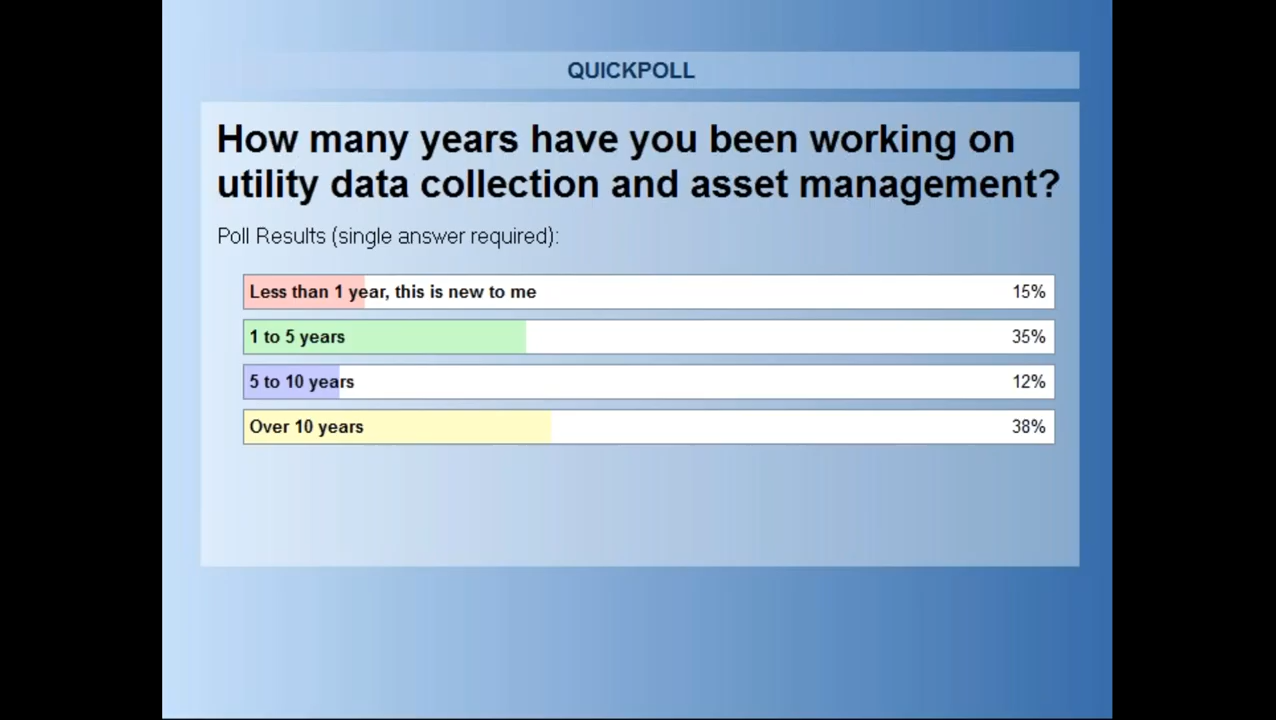 QUICKPOLL
How many years have you been working on
utility data collection and asset management?
Poll Results (single answer required):
Less than 1 year, this is new to me 15%
1 to 5 years 35%
5 to 10 years 12%
Over 10 years 38%